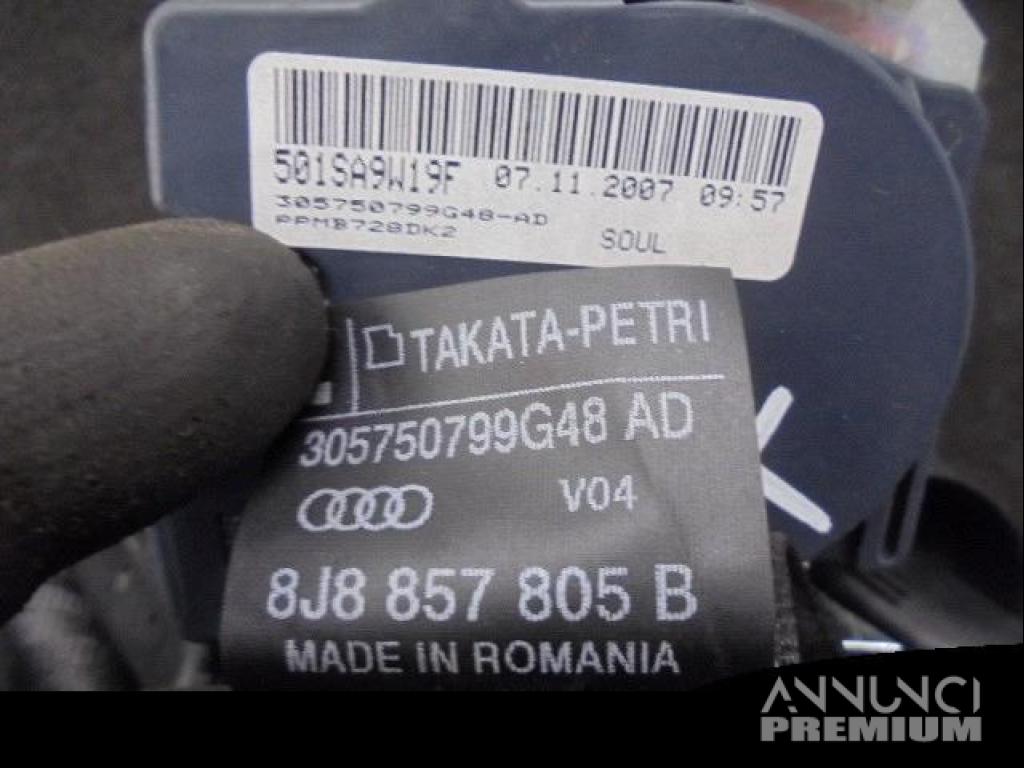 501SA9W19F 07.11.2007 09:57
305750799G48-AD
PPMB728DK2 SOUL
TAKATA-PETRI
305750799G48 AD
V04
8J8 857 805 B
MADE IN ROMANIA
ANNUNCI
PREMIUM